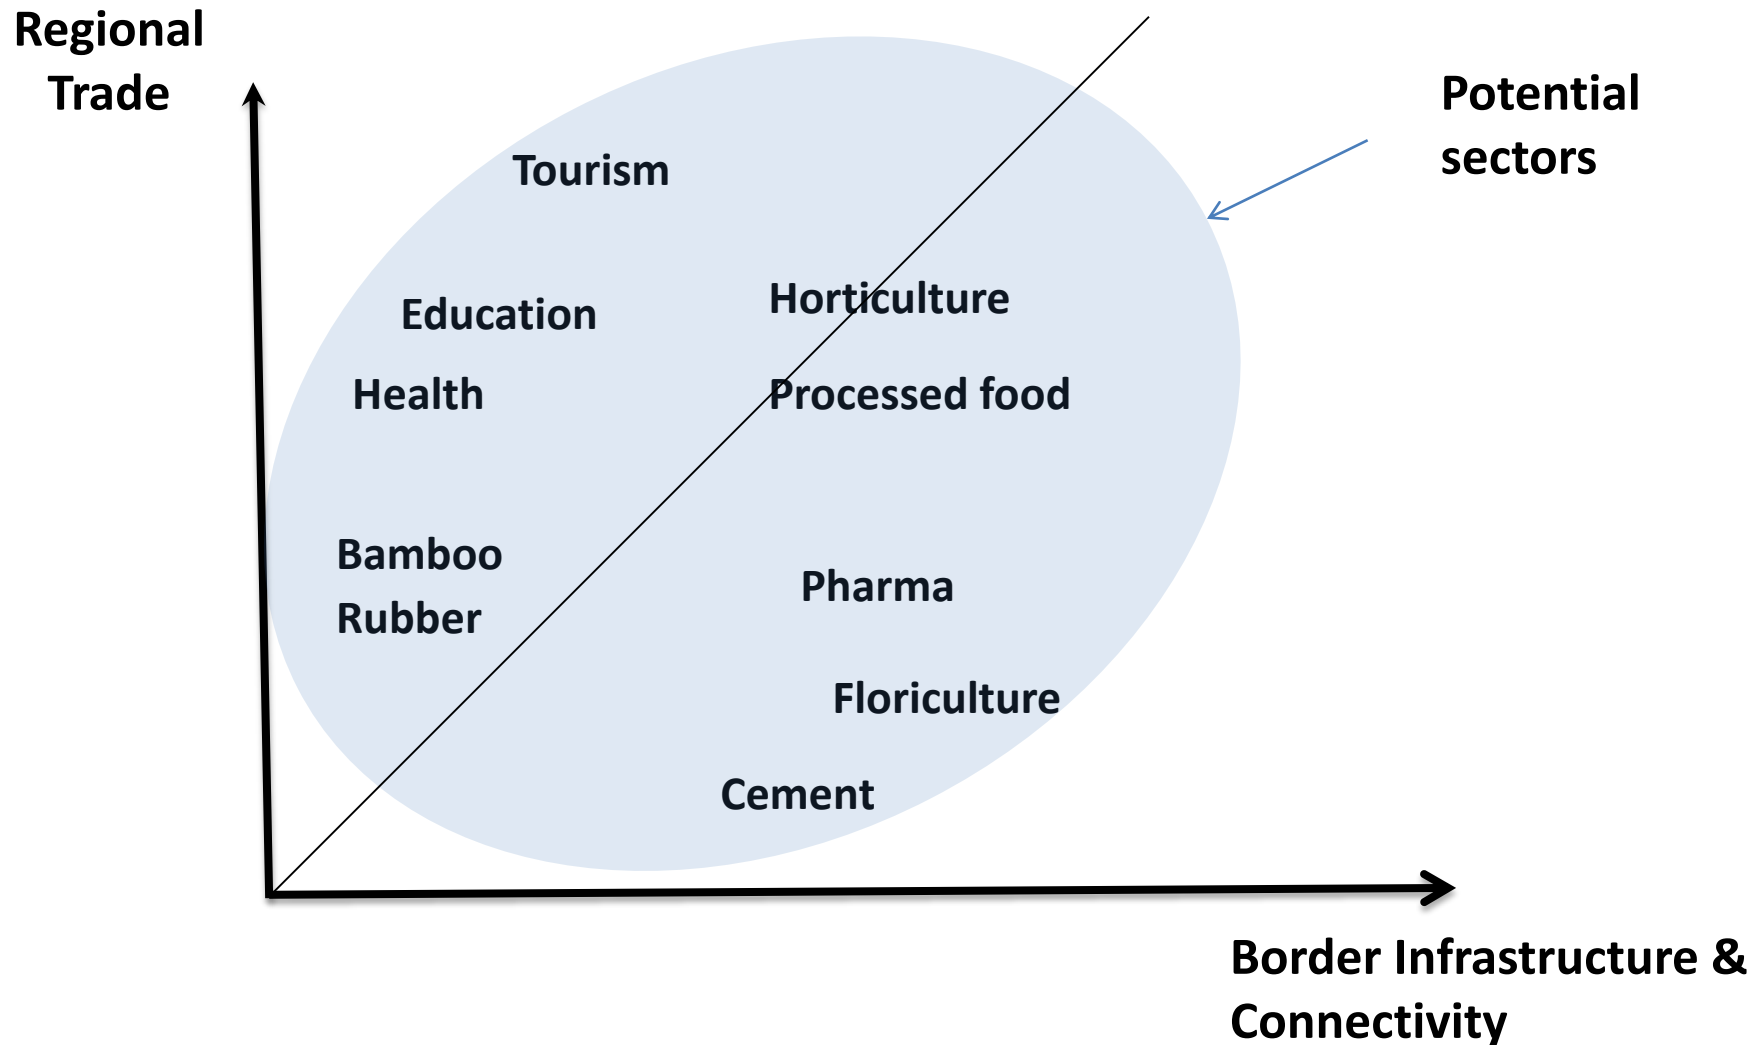 Regional
Trade
Potential
sectors
Tourism
Horticulture
Education
Processed food
Health
Bamboo
Rubber
Pharma
Floriculture
Cement
Border Infrastructure &
Connectivity